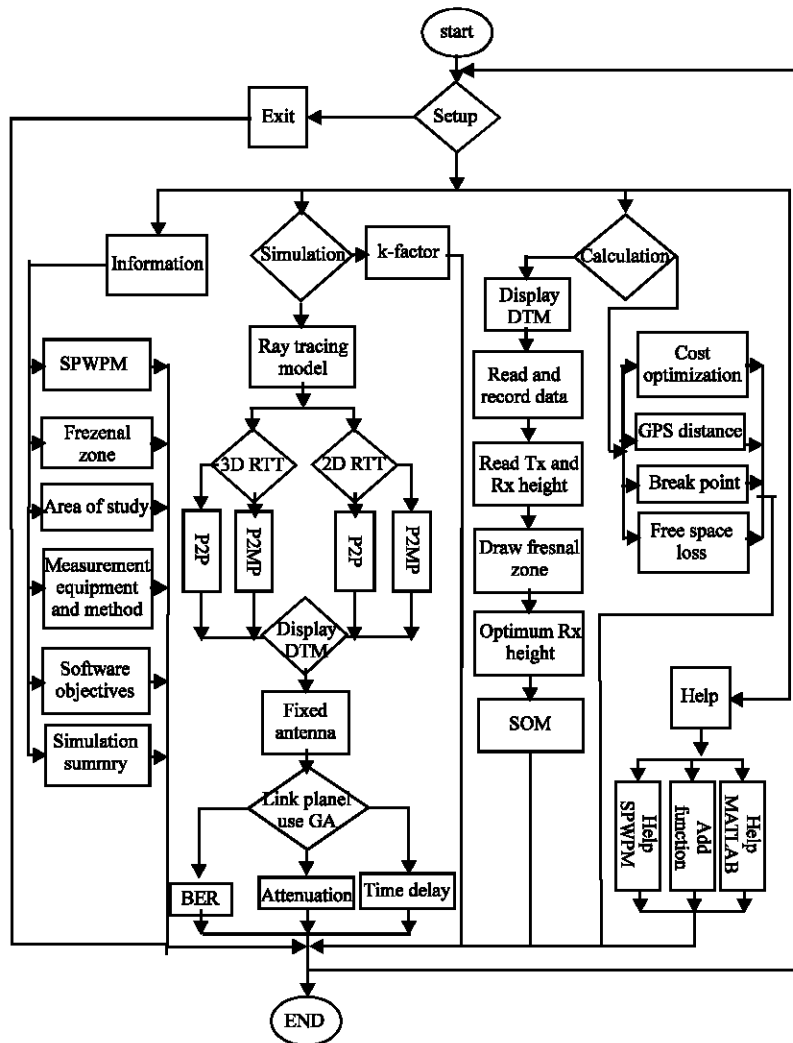 start
Setup
Exit
Information
Simulation
k-factor
Calculation
Display
DTM
SPWPM
Frezenal
zone
Area of study
Measurement
equipment
and method
Software
objectives
Simulation
summry
Ray tracing
model
3D RTT
2D RTT
P2P
P2MP
P2P
P2MP
Display
DTM
Fixed
antenna
Link planel
use GA
BER
Attenuation
Time delay
Read and
record data
Read Tx and
Rx height
Draw fresnal
zone
Optimum Rx
height
SOM
Cost
optimization
GPS distance
Break point
Free space
loss
Help
Help
SPWPM
Add
function
Help
MATLAB
END